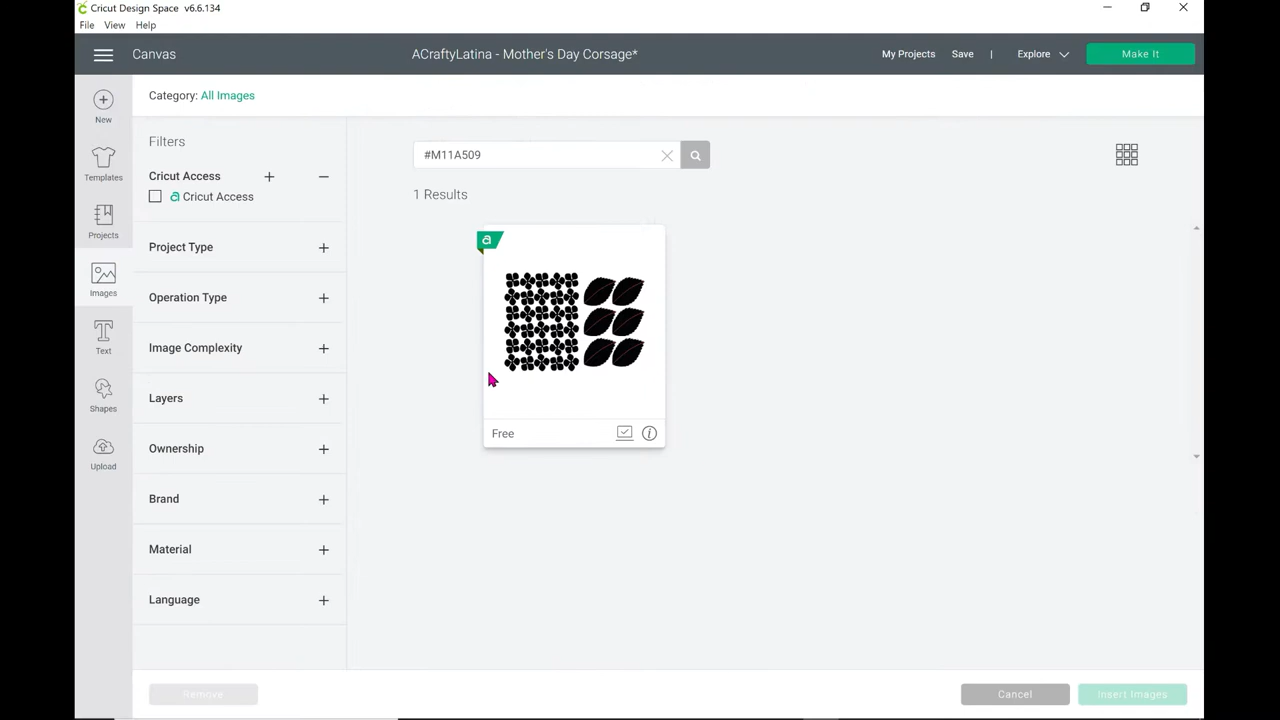 Cricut Design Space v6.6.134
File View Help
Canvas
ACraftyLatina - Mother's Day Corsage*
My Projects Save | Explore Make It
New
Templates
Projects
Images
Text
Shapes
Upload
Category: All Images
Filters
Cricut Access
Cricut Access
Project Type
Operation Type
Image Complexity
Layers
Ownership
Brand
Material
Language
#M11A509
1 Results
a
Free
Remove
Cancel
Insert Images